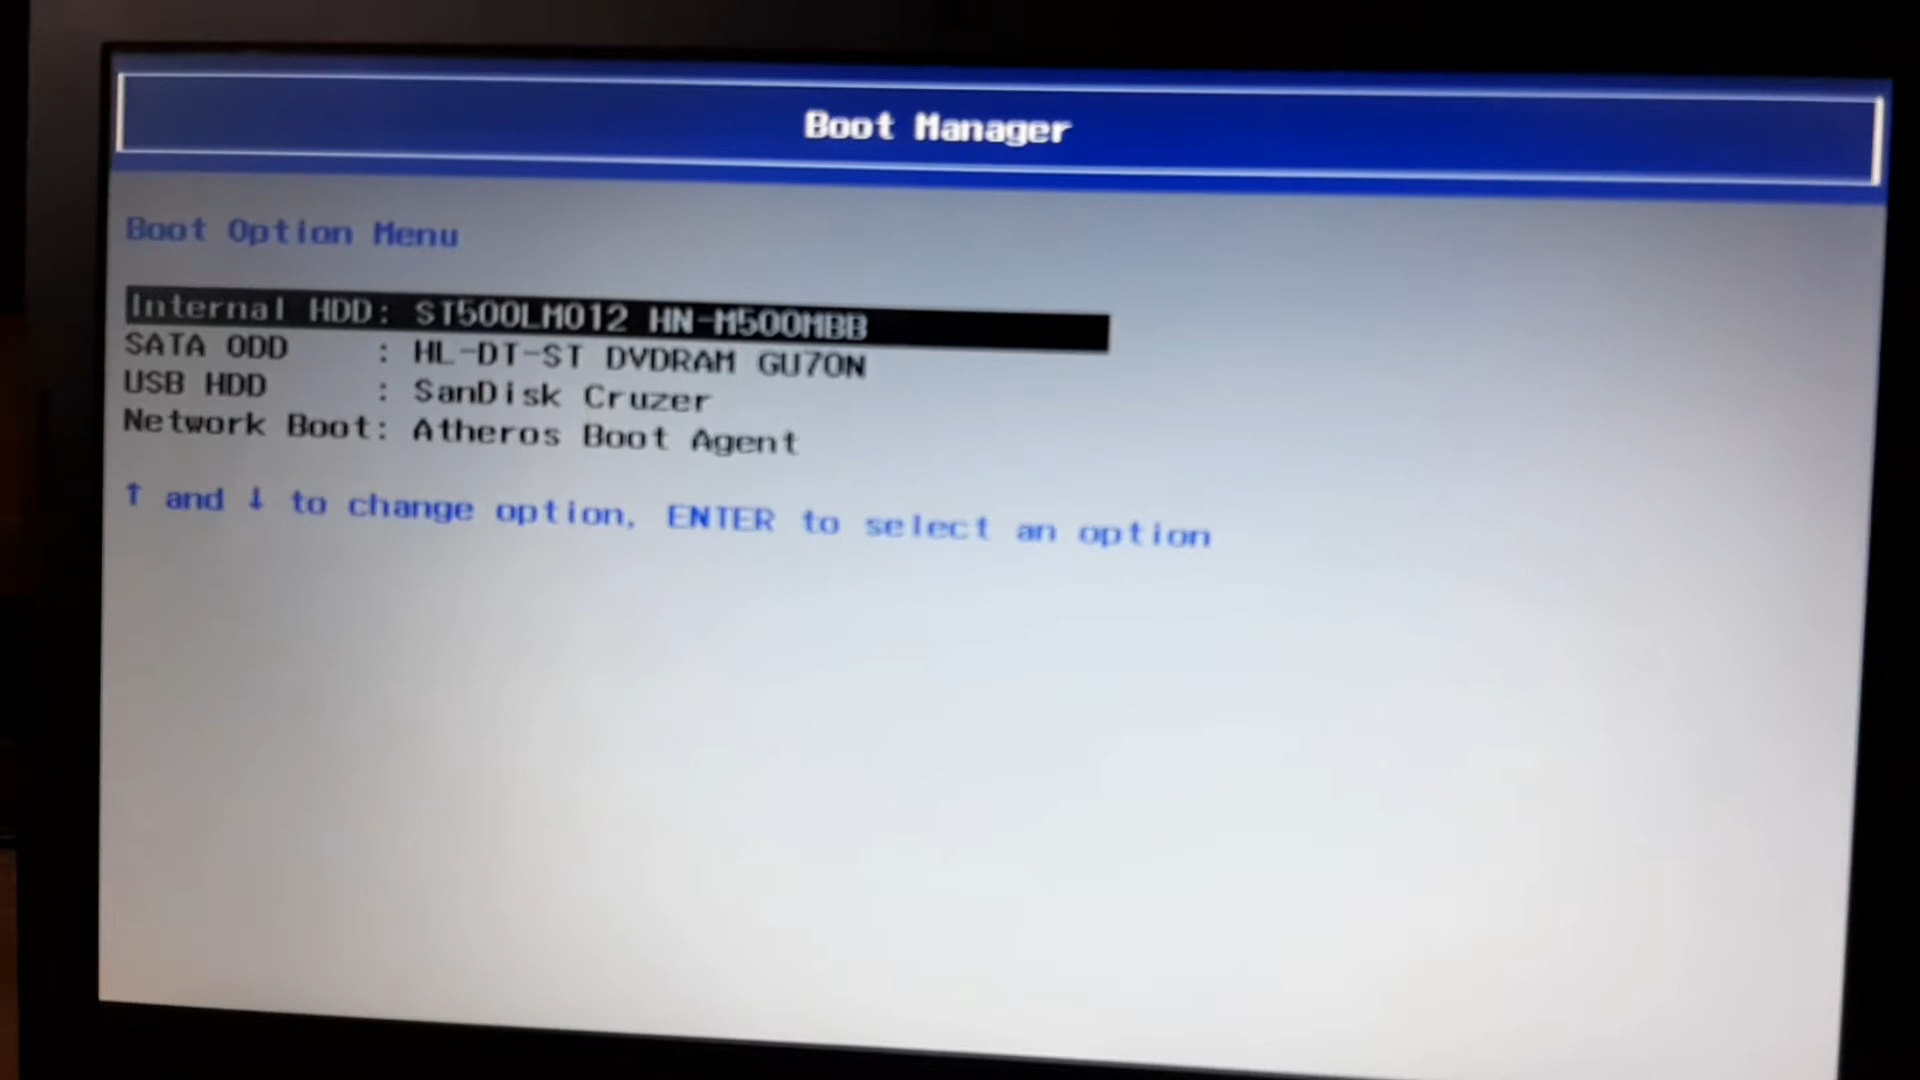 Boot Manager
Boot Option Menu
Internal HDD: ST500LM012 HN-M500MBB
SATA ODD : HL-DT-ST DVDRAM GU70N
USB HDD : SanDisk Cruzer
Network Boot: Atheros Boot Agent
↑ and ↓ to change option, ENTER to select an option